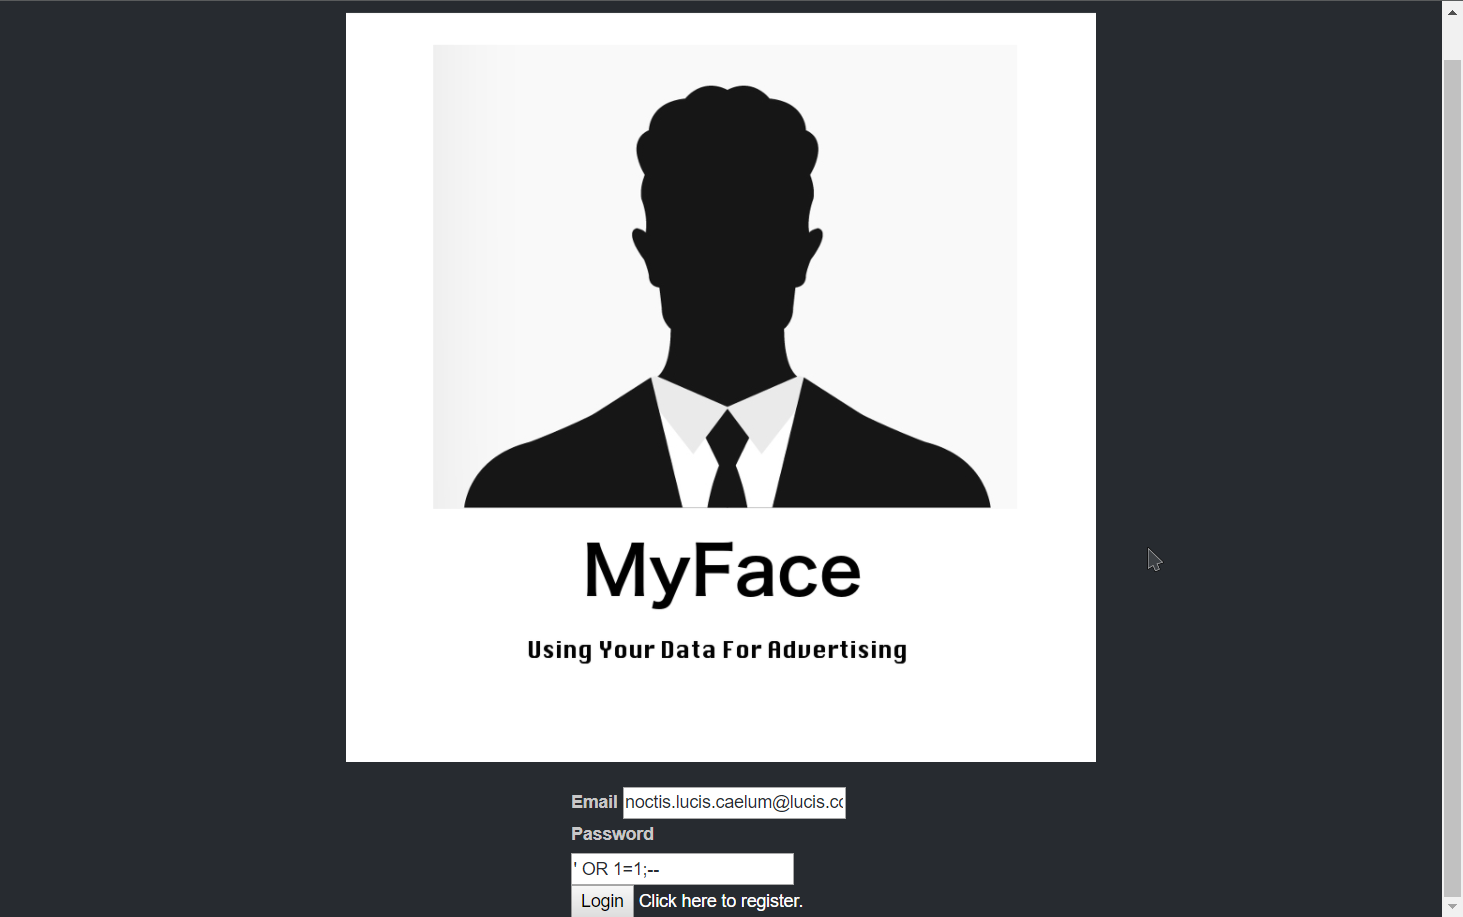 MyFace
Using Your Data For Advertising
Email noctis.lucis.caelum@lucis.co
Password
' OR 1=1;--
Login Click here to register.